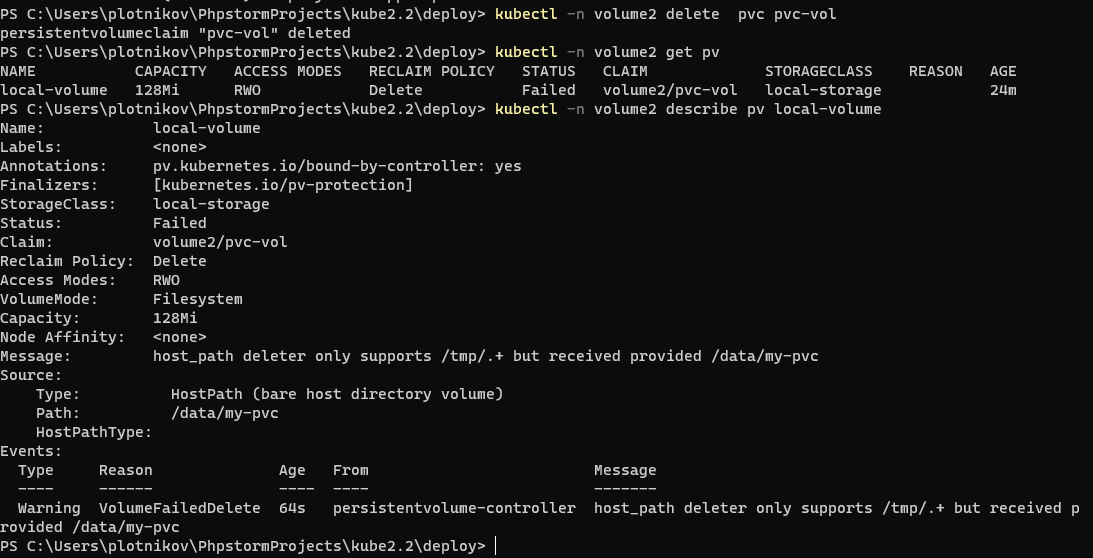 PS C:\Users\plotnikov\PhpstormProjects\kube2.2\deploy> kubectl -n volume2 delete  pvc pvc-vol
persistentvolumeclaim "pvc-vol" deleted
PS C:\Users\plotnikov\PhpstormProjects\kube2.2\deploy> kubectl -n volume2 get pv
NAME           CAPACITY   ACCESS MODES   RECLAIM POLICY   STATUS   CLAIM             STORAGECLASS    REASON   AGE
local-volume   128Mi      RWO            Delete           Failed   volume2/pvc-vol   local-storage            24m
PS C:\Users\plotnikov\PhpstormProjects\kube2.2\deploy> kubectl -n volume2 describe pv local-volume
Name:            local-volume
Labels:          <none>
Annotations:     pv.kubernetes.io/bound-by-controller: yes
Finalizers:      [kubernetes.io/pv-protection]
StorageClass:    local-storage
Status:          Failed
Claim:           volume2/pvc-vol
Reclaim Policy:  Delete
Access Modes:    RWO
VolumeMode:      Filesystem
Capacity:        128Mi
Node Affinity:   <none>
Message:         host_path deleter only supports /tmp/.+ but received provided /data/my-pvc
Source:
    Type:          HostPath (bare host directory volume)
    Path:          /data/my-pvc
    HostPathType:
Events:
  Type     Reason              Age   From                         Message
  ----     ------              ----  ----                         -------
  Warning  VolumeFailedDelete  64s   persistentvolume-controller  host_path deleter only supports /tmp/.+ but received p
rovided /data/my-pvc
PS C:\Users\plotnikov\PhpstormProjects\kube2.2\deploy>